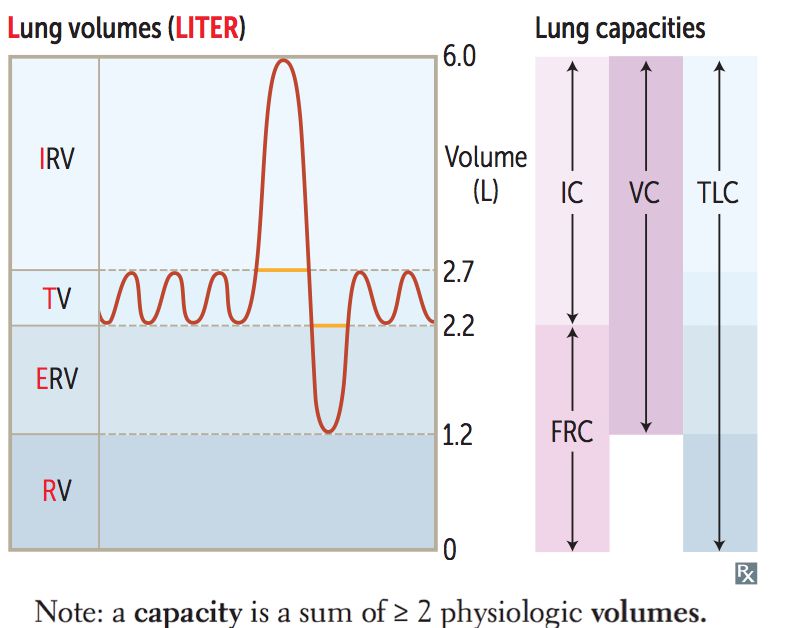 Lung volumes (LITER)
Lung capacities
IRV
TV
ERV
RV
6.0
Volume
(L)
2.7
2.2
1.2
0
IC
VC
TLC
FRC
Rx
Note: a capacity is a sum of ≥ 2 physiologic volumes.